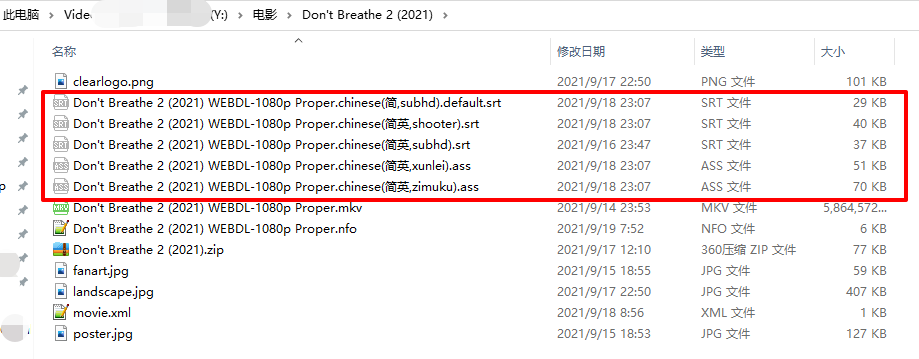 此电脑 > Vide (Y:) > 电影 > Don't Breathe 2 (2021) >
名称 修改日期 类型 大小
clearlogo.png 2021/9/17 22:50 PNG 文件 101 KB
Don't Breathe 2 (2021) WEBDL-1080p Proper.chinese(简,subhd).default.srt 2021/9/18 23:07 SRT 文件 29 KB
Don't Breathe 2 (2021) WEBDL-1080p Proper.chinese(简英,shooter).srt 2021/9/18 23:07 SRT 文件 40 KB
Don't Breathe 2 (2021) WEBDL-1080p Proper.chinese(简英,subhd).srt 2021/9/16 23:47 SRT 文件 37 KB
Don't Breathe 2 (2021) WEBDL-1080p Proper.chinese(简英,xunlei).ass 2021/9/18 23:07 ASS 文件 51 KB
Don't Breathe 2 (2021) WEBDL-1080p Proper.chinese(简英,zimuku).ass 2021/9/18 23:07 ASS 文件 70 KB
Don't Breathe 2 (2021) WEBDL-1080p Proper.mkv 2021/9/14 23:53 MKV 文件 5,864,572...
Don't Breathe 2 (2021) WEBDL-1080p Proper.nfo 2021/9/19 7:52 NFO 文件 6 KB
Don't Breathe 2 (2021).zip 2021/9/17 12:10 360压缩 ZIP 文件 77 KB
fanart.jpg 2021/9/15 18:55 JPG 文件 59 KB
landscape.jpg 2021/9/17 22:50 JPG 文件 407 KB
movie.xml 2021/9/18 8:56 XML 文件 1 KB
poster.jpg 2021/9/15 18:53 JPG 文件 127 KB